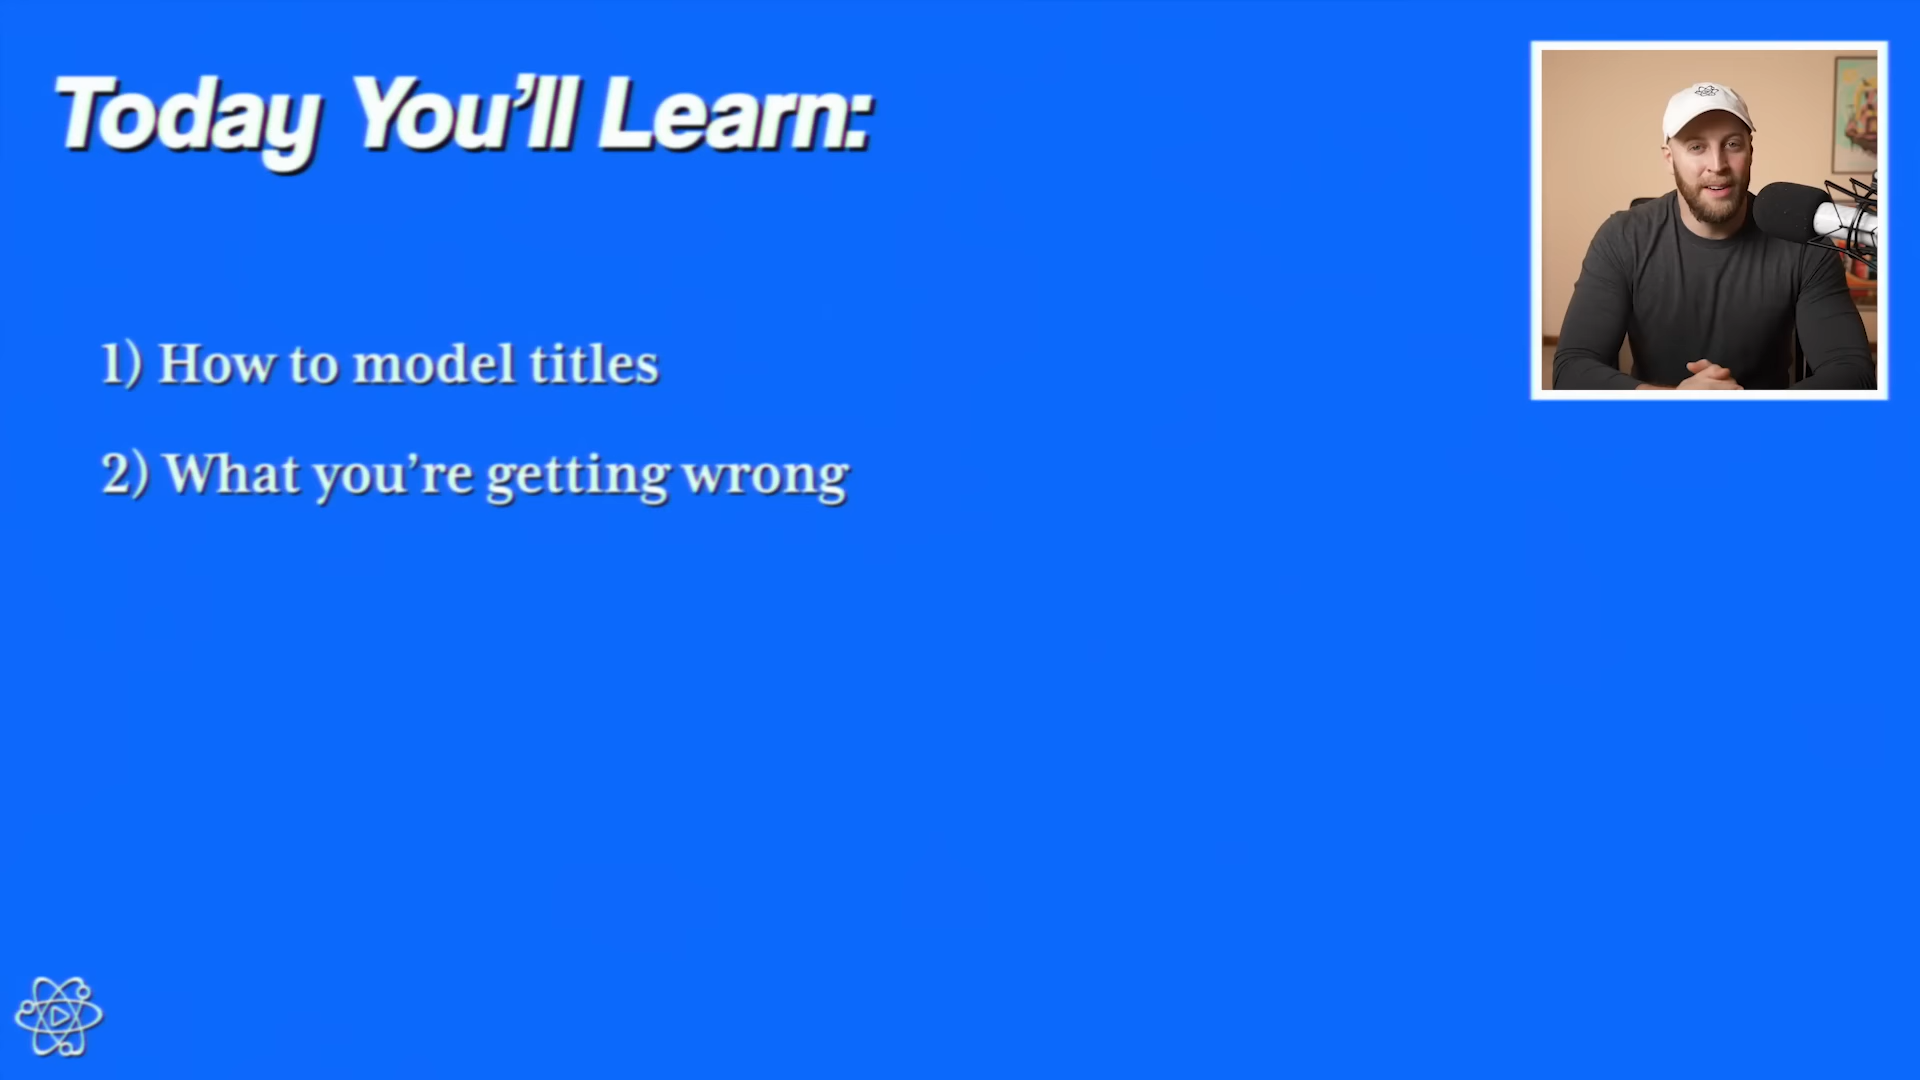 Today You’ll Learn:
1) How to model titles
2) What you’re getting wrong